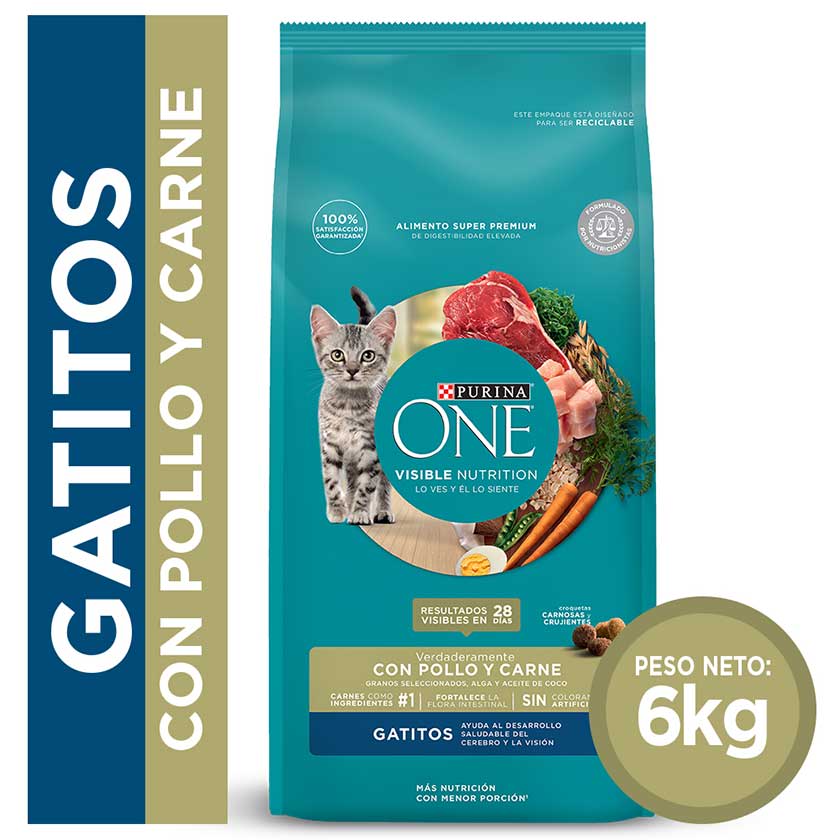 GATITOS
CON POLLO Y CARNE
ESTE EMPAQUE ESTÁ DISEÑADO
PARA SER RECICLABLE
100%
SATISFACCIÓN
GARANTIZADA¹
ALIMENTO SUPER PREMIUM
DE DIGESTIBILIDAD ELEVADA
FORMULADO
POR NUTRICIONISTAS
PURINA
ONE
VISIBLE NUTRITION
LO VES Y ÉL LO SIENTE
RESULTADOS
VISIBLES EN
28
DÍAS
croquetas
CARNOSAS y
CRUJIENTES
Verdaderamente
CON POLLO Y CARNE
GRANOS SELECCIONADOS, ALGA Y ACEITE DE COCO
CARNES COMO
INGREDIENTES
#1
FORTALECE LA
FLORA INTESTINAL
SIN
GATITOS
AYUDA AL DESARROLLO
SALUDABLE DEL
CEREBRO Y LA VISIÓN
MÁS NUTRICIÓN
CON MENOR PORCIÓN¹
PESO NETO:
6kg